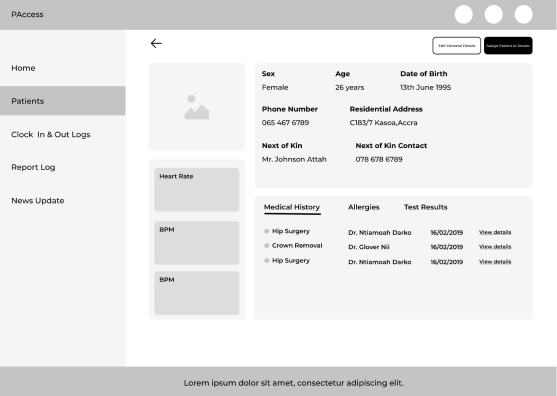 PAccess
Edit Personal Details
Assign Patient to Doctor
Home
Patients
Clock In & Out Logs
Report Log
News Update
Heart Rate
BPM
BPM
Sex Age Date of Birth
Female 26 years 13th June 1995
Phone Number Residential Address
065 467 6789 C183/7 Kasoa,Accra
Next of Kin Next of Kin Contact
Mr. Johnson Attah 078 678 6789
Medical History Allergies Test Results
Hip Surgery Dr. Ntiamoah Darko 16/02/2019 View details
Crown Removal Dr. Glover Nii 16/02/2019 View details
Hip Surgery Dr. Ntiamoah Darko 16/02/2019 View details
Lorem ipsum dolor sit amet, consectetur adipiscing elit.